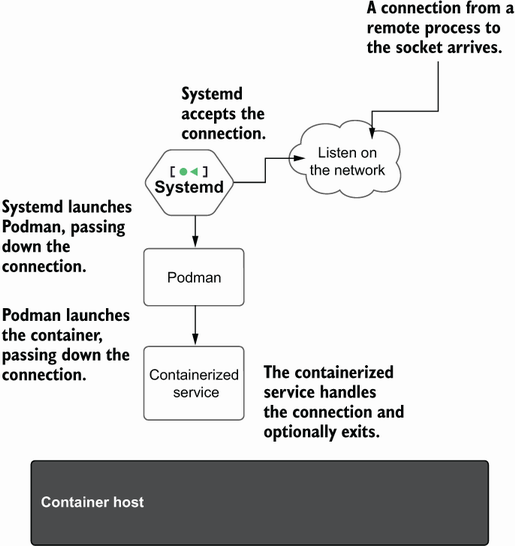 A connection from a
remote process to
the socket arrives.
Systemd
accepts the
connection.
Listen on
the network
[●◀]
Systemd
Systemd launches
Podman, passing
down the
connection.
Podman
Podman launches
the container,
passing down the
connection.
Containerized
service
The containerized
service handles
the connection and
optionally exits.
Container host